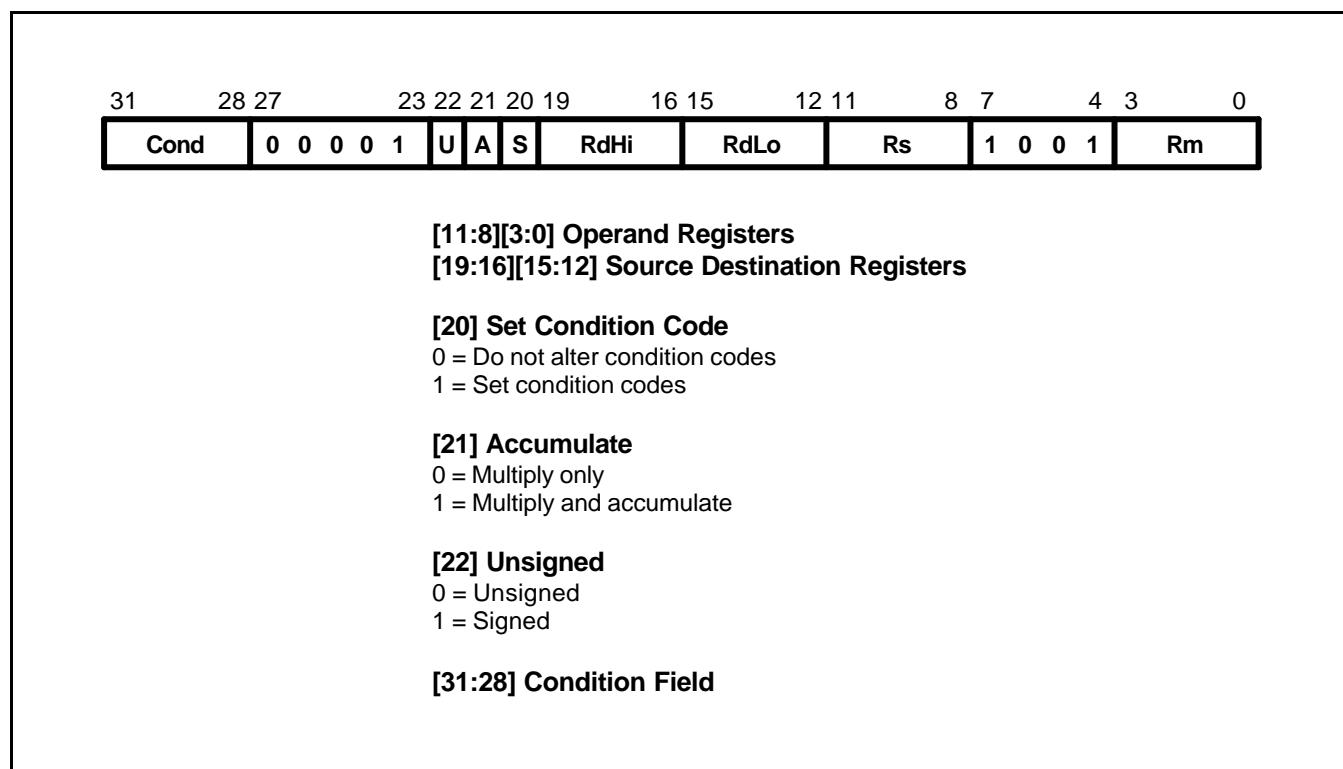 31 28 27 23 22 21 20 19 16 15 12 11 8 7 4 3 0
Cond 0 0 0 0 1 U A S RdHi RdLo Rs 1 0 0 1 Rm
[11:8][3:0] Operand Registers
[19:16][15:12] Source Destination Registers
[20] Set Condition Code
0 = Do not alter condition codes
1 = Set condition codes
[21] Accumulate
0 = Multiply only
1 = Multiply and accumulate
[22] Unsigned
0 = Unsigned
1 = Signed
[31:28] Condition Field